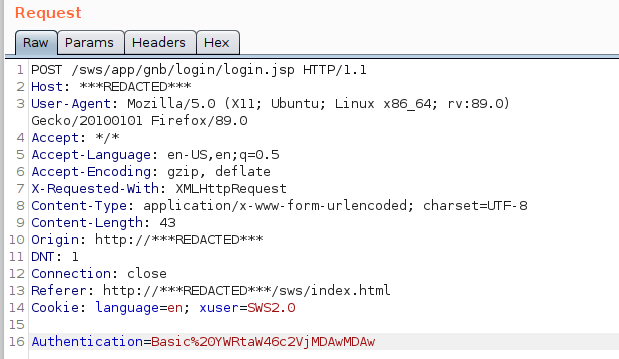 Request
Raw Params Headers Hex
1 POST /sws/app/gnb/login/login.jsp HTTP/1.1
2 Host: ***REDACTED***
3 User-Agent: Mozilla/5.0 (X11; Ubuntu; Linux x86_64; rv:89.0)
Gecko/20100101 Firefox/89.0
4 Accept: */*
5 Accept-Language: en-US,en;q=0.5
6 Accept-Encoding: gzip, deflate
7 X-Requested-With: XMLHttpRequest
8 Content-Type: application/x-www-form-urlencoded; charset=UTF-8
9 Content-Length: 43
10 Origin: http://***REDACTED***
11 DNT: 1
12 Connection: close
13 Referer: http://***REDACTED***/sws/index.html
14 Cookie: language=en; xuser=SWS2.0
15
16 Authentication=Basic%20YWRtaW46c2VjMDAwMDAw